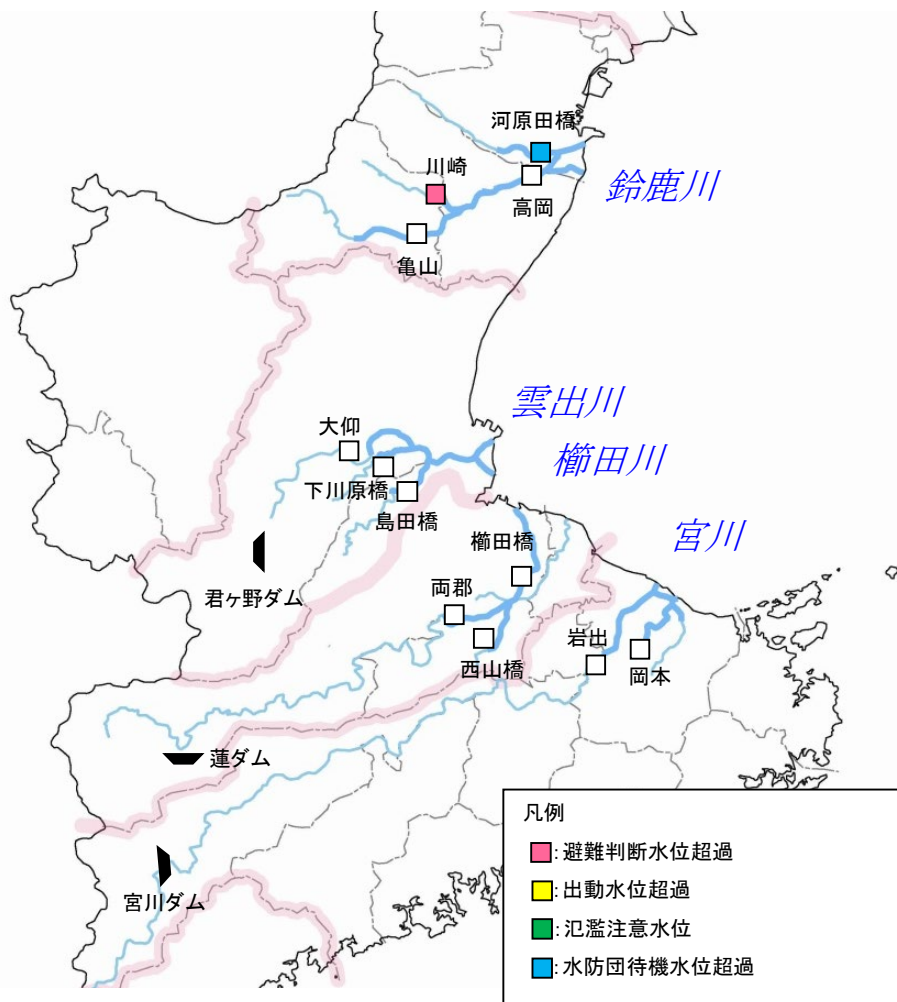 河原田橋
川崎
鈴鹿川
高岡
亀山
雲出川
大仰
櫛田川
下川原橋
島田橋
宮川
櫛田橋
君ヶ野ダム
両郡
岩出
西山橋
岡本
蓮ダム
宮川ダム
凡例
:避難判断水位超過
:出動水位超過
:氾濫注意水位
:水防団待機水位超過